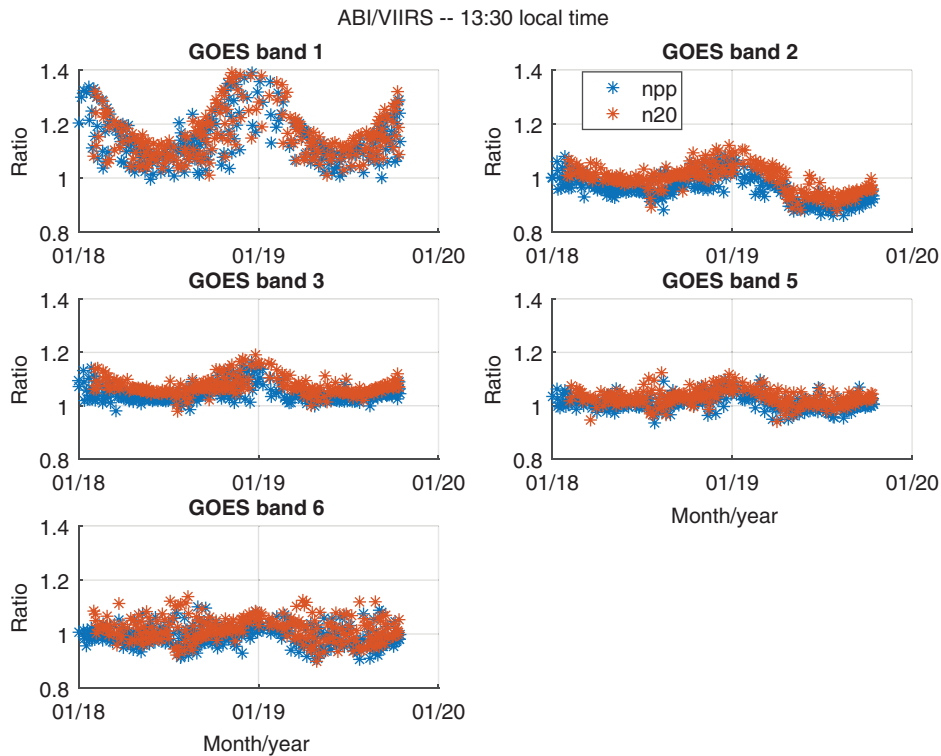 ABI/VIIRS -- 13:30 local time
GOES band 1
1.4
1.2
1
0.8
Ratio
01/18
01/19
01/20
GOES band 2
npp
n20
1.4
1.2
1
0.8
Ratio
01/18
01/19
01/20
GOES band 3
1.4
1.2
1
0.8
Ratio
01/18
01/19
01/20
GOES band 5
1.4
1.2
1
0.8
Ratio
01/18
01/19
01/20
Month/year
GOES band 6
1.4
1.2
1
0.8
Ratio
01/18
01/19
01/20
Month/year